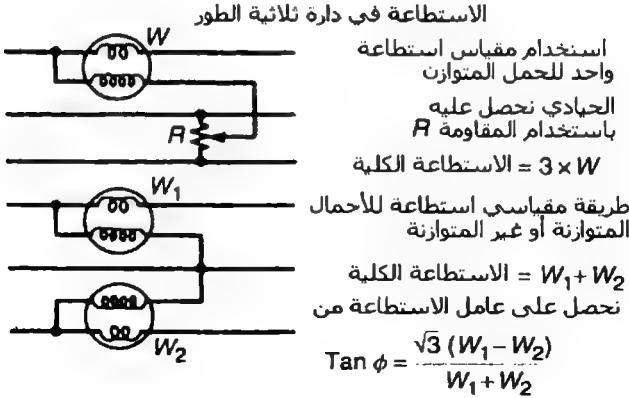 الاستطاعة في دارة ثلاثية الطور
W
استخدام مقياس استطاعة
واحد للحمل المتوازن
الحيادي نحصل عليه
باستخدام المقاومة R
R
3 × W = الاستطاعة الكلية
W₁
طريقة مقياسي استطاعة للأحمال
المتوازنة أو غير المتوازنة
W₁ + W₂ = الاستطاعة الكلية
نحصل على عامل الاستطاعة من
W₂
Tan φ = √3 (W₁ − W₂) / W₁ + W₂